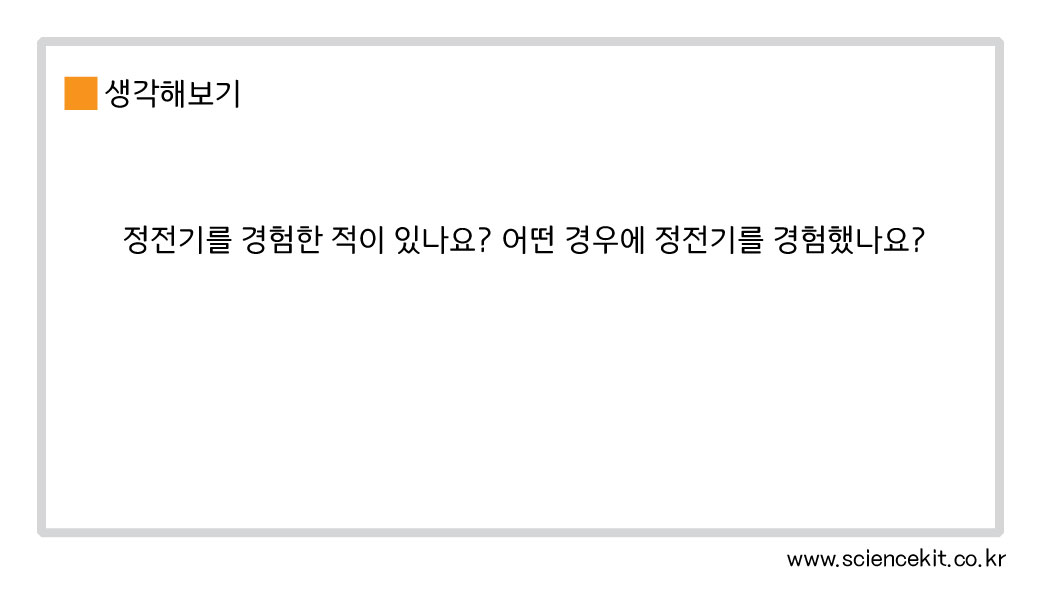 생각해보기
정전기를 경험한 적이 있나요? 어떤 경우에 정전기를 경험했나요?
www.sciencekit.co.kr